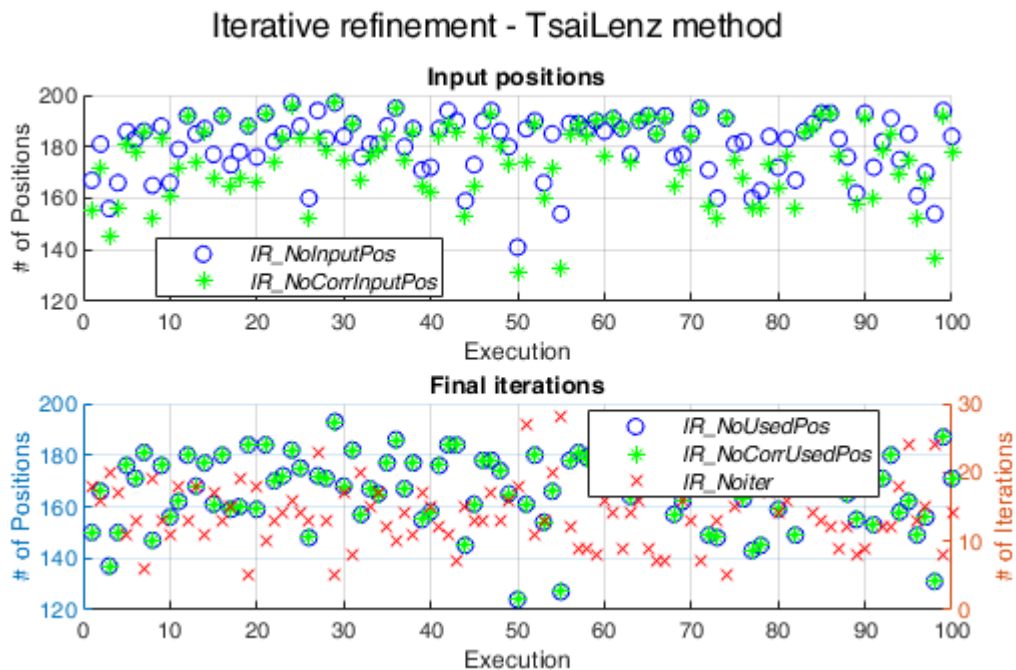 Iterative refinement - TsaiLenz method
Input positions
200
180
160
140
120
# of Positions
IR_NoInputPos
IR_NoCorrInputPos
0 10 20 30 40 50 60 70 80 90 100
Execution
Final iterations
200
180
160
140
120
# of Positions
IR_NoUsedPos
IR_NoCorrUsedPos
IR_Noiter
30
20
10
0
# of Iterations
0 10 20 30 40 50 60 70 80 90 100
Execution